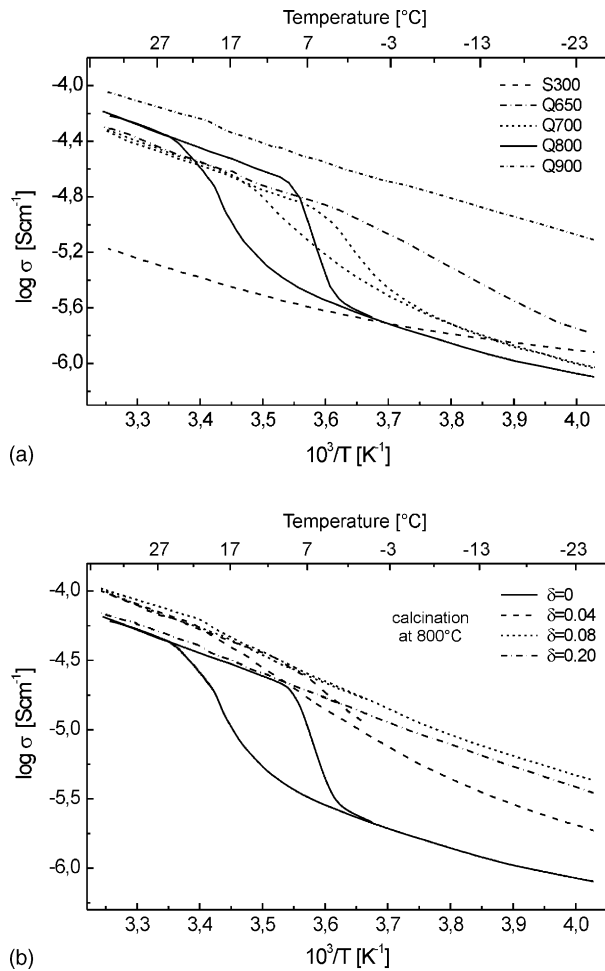 Temperature [°C]
27 17 7 -3 -13 -23
-4,0
-4,4
-4,8
-5,2
-5,6
-6,0
log σ [Scm⁻¹]
S300
Q650
Q700
Q800
Q900
3,3 3,4 3,5 3,6 3,7 3,8 3,9 4,0
(a)
10³/T [K⁻¹]
Temperature [°C]
27 17 7 -3 -13 -23
-4,0
-4,5
-5,0
-5,5
-6,0
log σ [Scm⁻¹]
calcination
at 800°C
δ=0
δ=0.04
δ=0.08
δ=0.20
3,3 3,4 3,5 3,6 3,7 3,8 3,9 4,0
(b)
10³/T [K⁻¹]